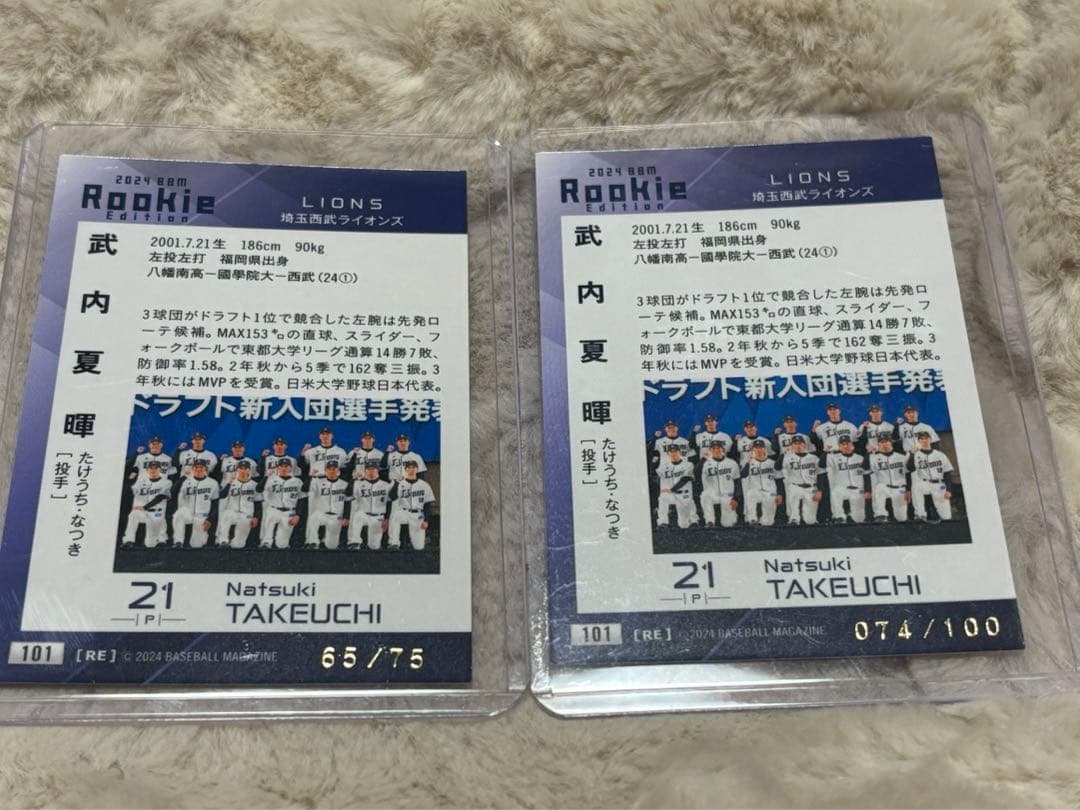 2024 BBM
Rookie
Edition
LIONS
埼玉西武ライオンズ
武内夏暉
たけうち・なつき
[投手]
2001.7.21生 186cm 90kg
左投左打 福岡県出身
八幡南高ー國學院大ー西武(24①)
3球団がドラフト1位で競合した左腕は先発ロ
ーテ候補。MAX153㌔の直球、スライダー、フ
ォークボールで東都大学リーグ通算14勝7敗、
防御率1.58。2年秋から5季で162奪三振。3
年秋にはMVPを受賞。日米大学野球日本代表。
ドラフト新入団選手発表
21
P
Natsuki
TAKEUCHI
101
[RE] © 2024 BASEBALL MAGAZINE
65/75
2024 BBM
Rookie
Edition
LIONS
埼玉西武ライオンズ
武内夏暉
たけうち・なつき
[投手]
2001.7.21生 186cm 90kg
左投左打 福岡県出身
八幡南高ー國學院大ー西武(24①)
3球団がドラフト1位で競合した左腕は先発ロ
ーテ候補。MAX153㌔の直球、スライダー、フ
ォークボールで東都大学リーグ通算14勝7敗、
防御率1.58。2年秋から5季で162奪三振。3
年秋にはMVPを受賞。日米大学野球日本代表。
ドラフト新入団選手発表
21
P
Natsuki
TAKEUCHI
101
[RE] © 2024 BASEBALL MAGAZINE
074/100